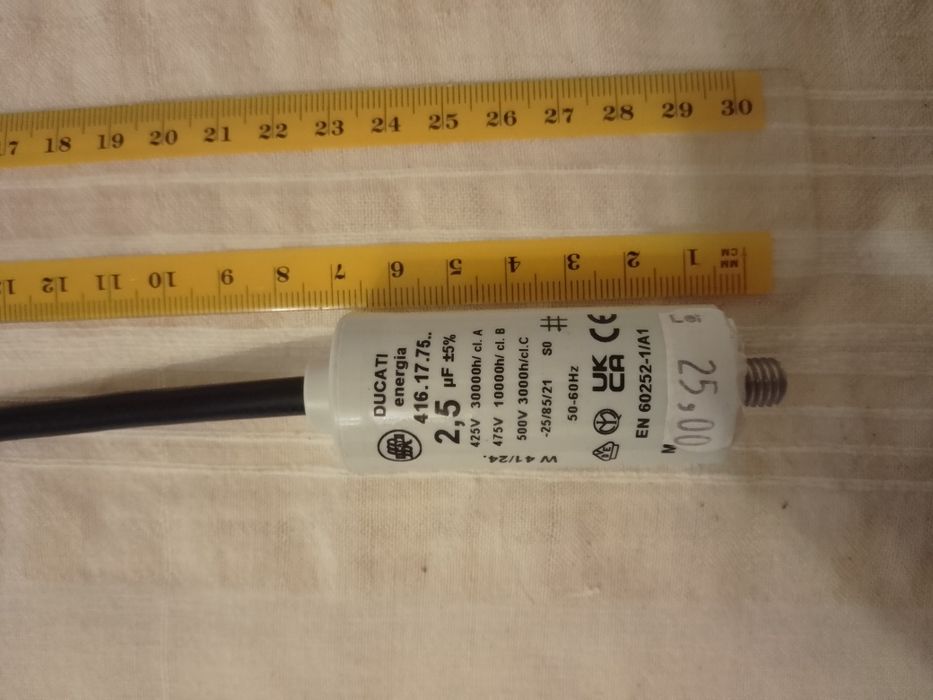 17 18 19 20 21 22 23 24 25 26 27 28 29 30
13 12 11 10 9 8 7 6 5 4 3 2 1 MM
CM
DUCATI
energia
416.17.75..
2,5 µF ±5%
425V 30000h/ cl. A
475V 10000h/ cl. B
500V 3000h/cl.C
-25/85/21 S0
50-60Hz
UK
CA
CE
EN 60252-1/A1
M
W 41/24.
25,00